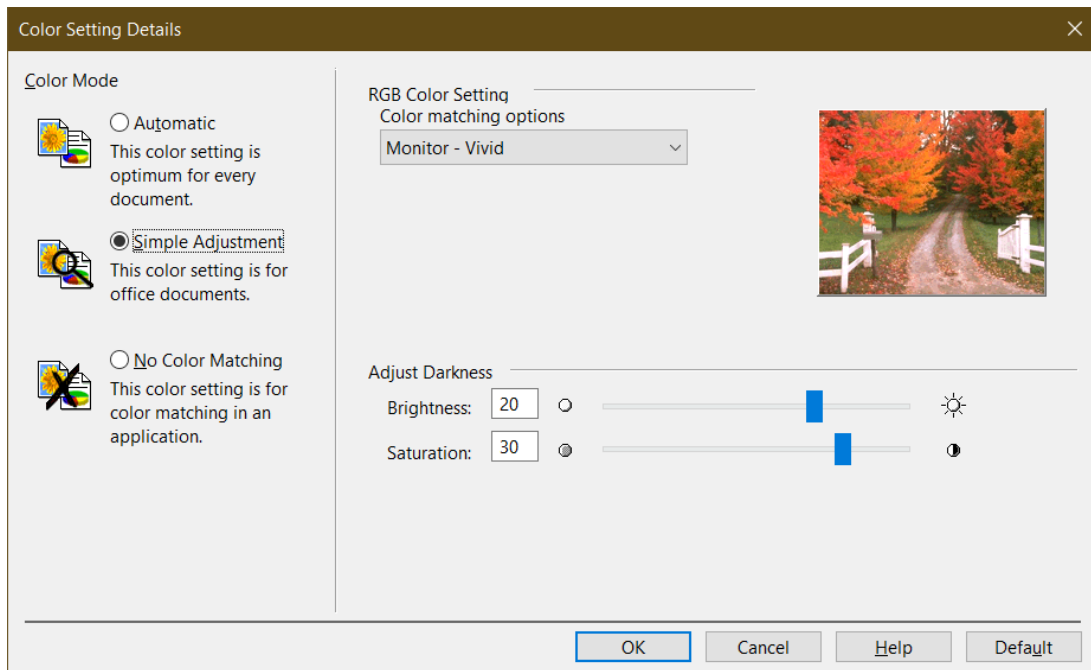 Color Setting Details
Color Mode
Automatic
This color setting is
optimum for every
document.
Simple Adjustment
This color setting is for
office documents.
No Color Matching
This color setting is for
color matching in an
application.
RGB Color Setting
Color matching options
Monitor - Vivid
Adjust Darkness
Brightness: 20
Saturation: 30
OK Cancel Help Default